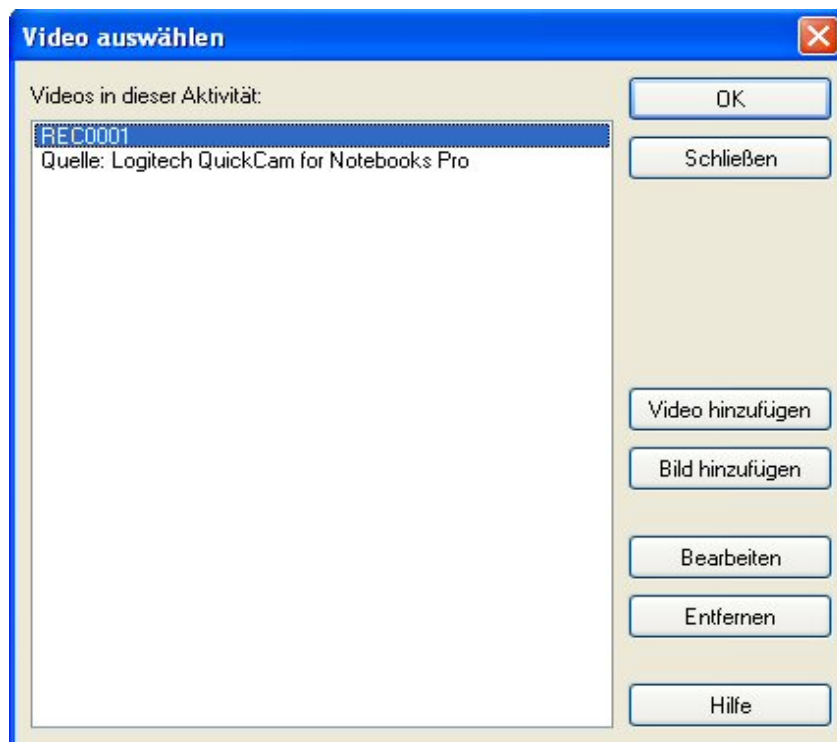 Video auswählen
Videos in dieser Aktivität:
REC0001
Quelle: Logitech QuickCam for Notebooks Pro
OK
Schließen
Video hinzufügen
Bild hinzufügen
Bearbeiten
Entfernen
Hilfe